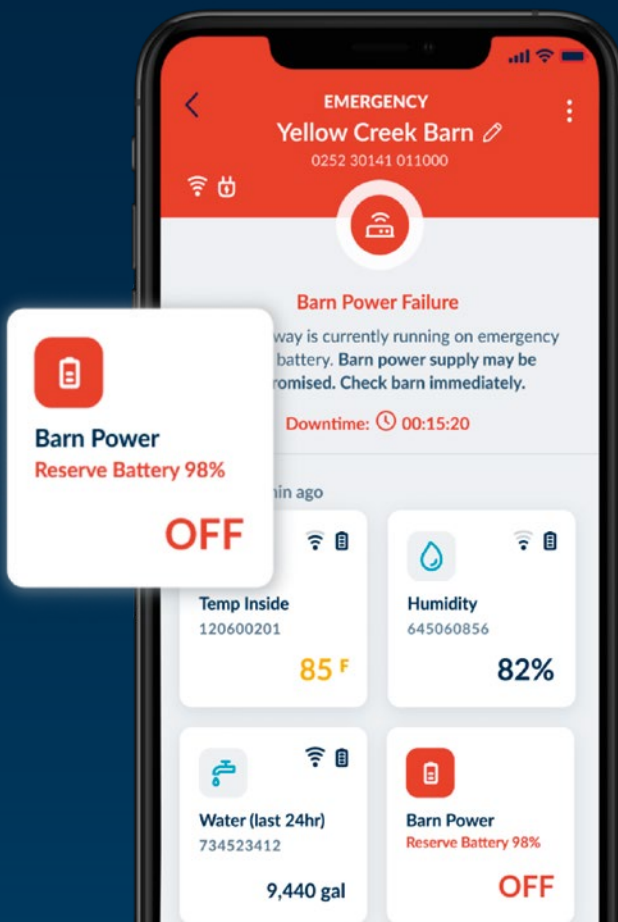 EMERGENCY
Yellow Creek Barn
0252 30141 011000
Barn Power Failure
way is currently running on emergency
battery. Barn power supply may be
romised. Check barn immediately.
Downtime: 00:15:20
in ago
Barn Power
Reserve Battery 98%
OFF
Temp Inside
120600201
85 F
Humidity
645060856
82%
Water (last 24hr)
734523412
9,440 gal
Barn Power
Reserve Battery 98%
OFF